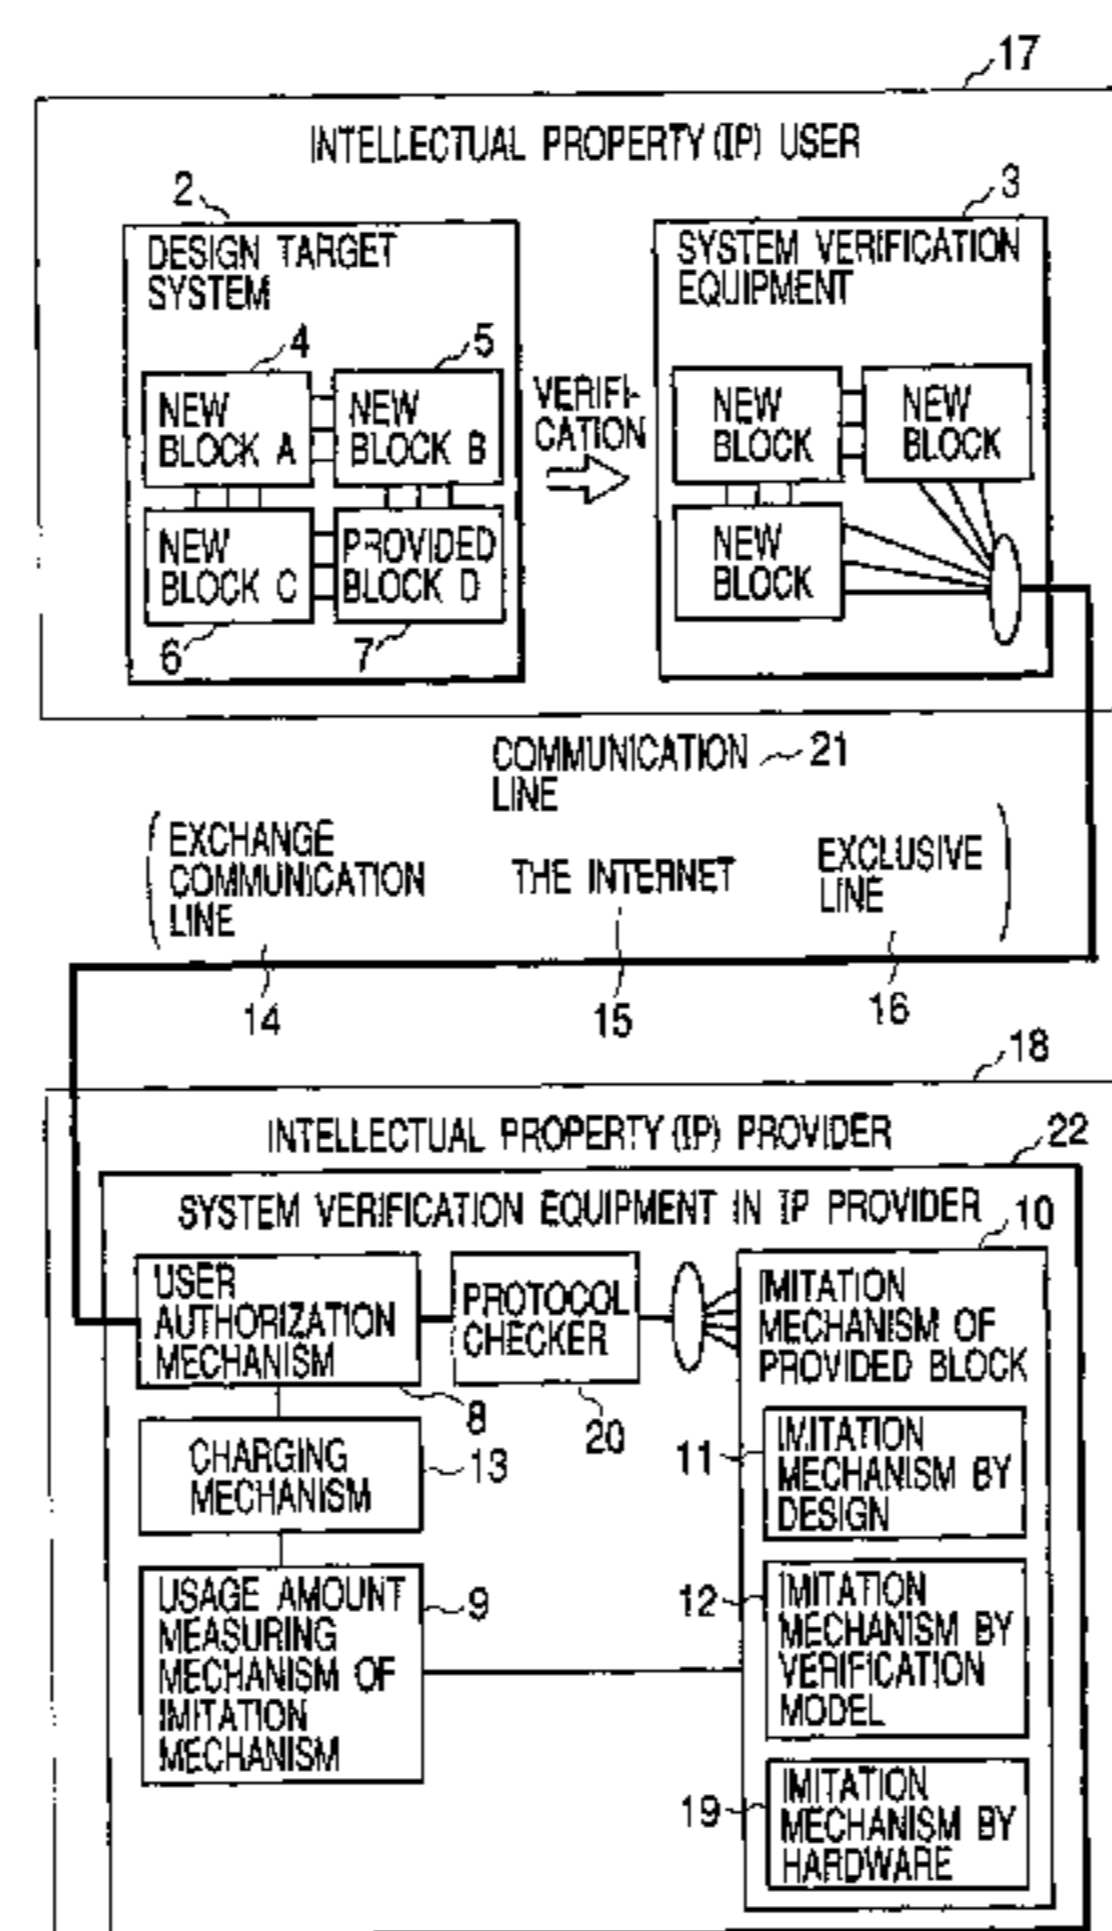 17
INTELLECTUAL PROPERTY (IP) USER
2
DESIGN TARGET
SYSTEM
4
5
NEW
BLOCK A
NEW
BLOCK B
NEW
BLOCK C
PROVIDED
BLOCK D
6
7
VERIFI-
CATION
3
SYSTEM VERIFICATION
EQUIPMENT
NEW
BLOCK
NEW
BLOCK
NEW
BLOCK
COMMUNICATION
LINE
21
EXCHANGE
COMMUNICATION
LINE
THE INTERNET
EXCLUSIVE
LINE
14
15
16
18
INTELLECTUAL PROPERTY (IP) PROVIDER
22
SYSTEM VERIFICATION EQUIPMENT IN IP PROVIDER
10
USER
AUTHORIZATION
MECHANISM
8
PROTOCOL
CHECKER
20
IMITATION
MECHANISM OF
PROVIDED BLOCK
CHARGING
MECHANISM
13
11
IMITATION
MECHANISM BY
DESIGN
USAGE AMOUNT
MEASURING
MECHANISM OF
IMITATION
MECHANISM
9
12
IMITATION
MECHANISM BY
VERIFICATION
MODEL
19
IMITATION
MECHANISM BY
HARDWARE